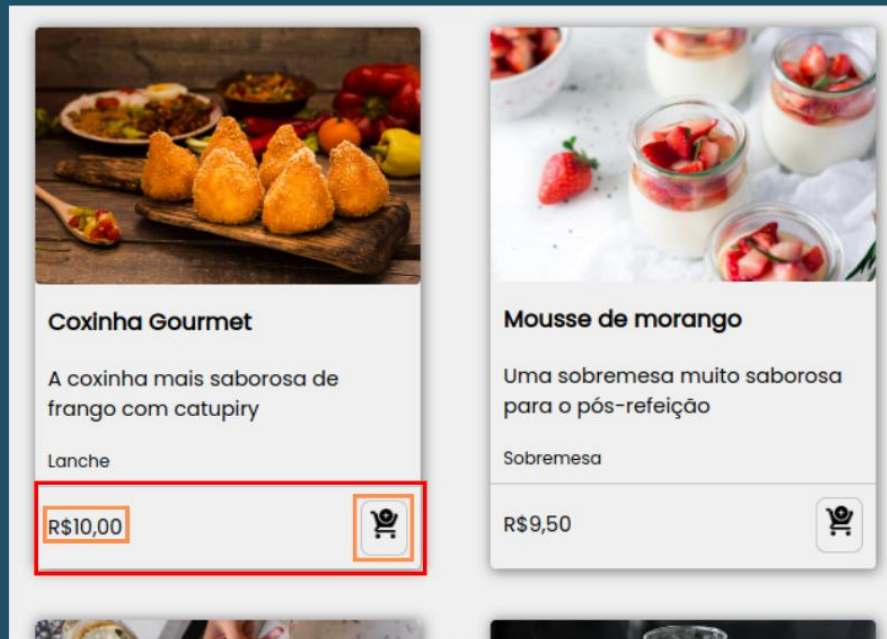 Coxinha Gourmet
A coxinha mais saborosa de
frango com catupiry
Lanche
R$10,00
Mousse de morango
Uma sobremesa muito saborosa
para o pós-refeição
Sobremesa
R$9,50